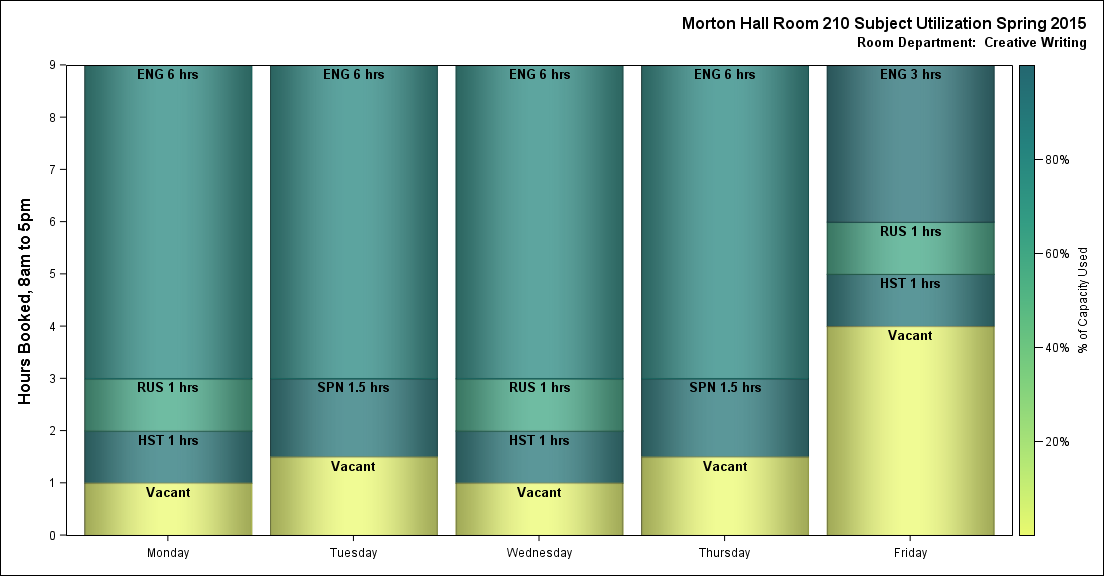 Morton Hall Room 210 Subject Utilization Spring 2015
Room Department: Creative Writing
Hours Booked, 8am to 5pm
9
8
7
6
5
4
3
2
1
0
ENG 6 hrs
RUS 1 hrs
HST 1 hrs
Vacant
Monday
ENG 6 hrs
SPN 1.5 hrs
Vacant
Tuesday
ENG 6 hrs
RUS 1 hrs
HST 1 hrs
Vacant
Wednesday
ENG 6 hrs
SPN 1.5 hrs
Vacant
Thursday
ENG 3 hrs
RUS 1 hrs
HST 1 hrs
Vacant
Friday
80%
60%
40%
20%
% of Capacity Used